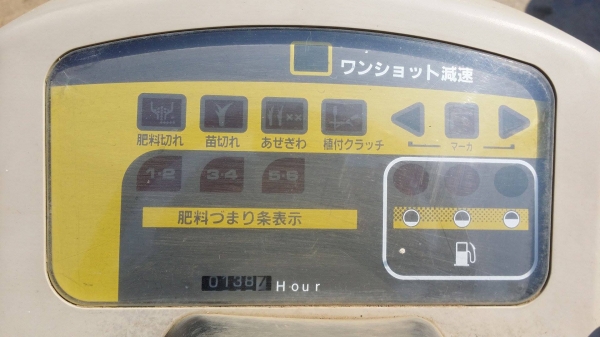 ワンショット減速
肥料切れ 苗切れ あぜぎわ 植付クラッチ マーカ
1·2 3·4 5·6
肥料づまり条表示
Hour